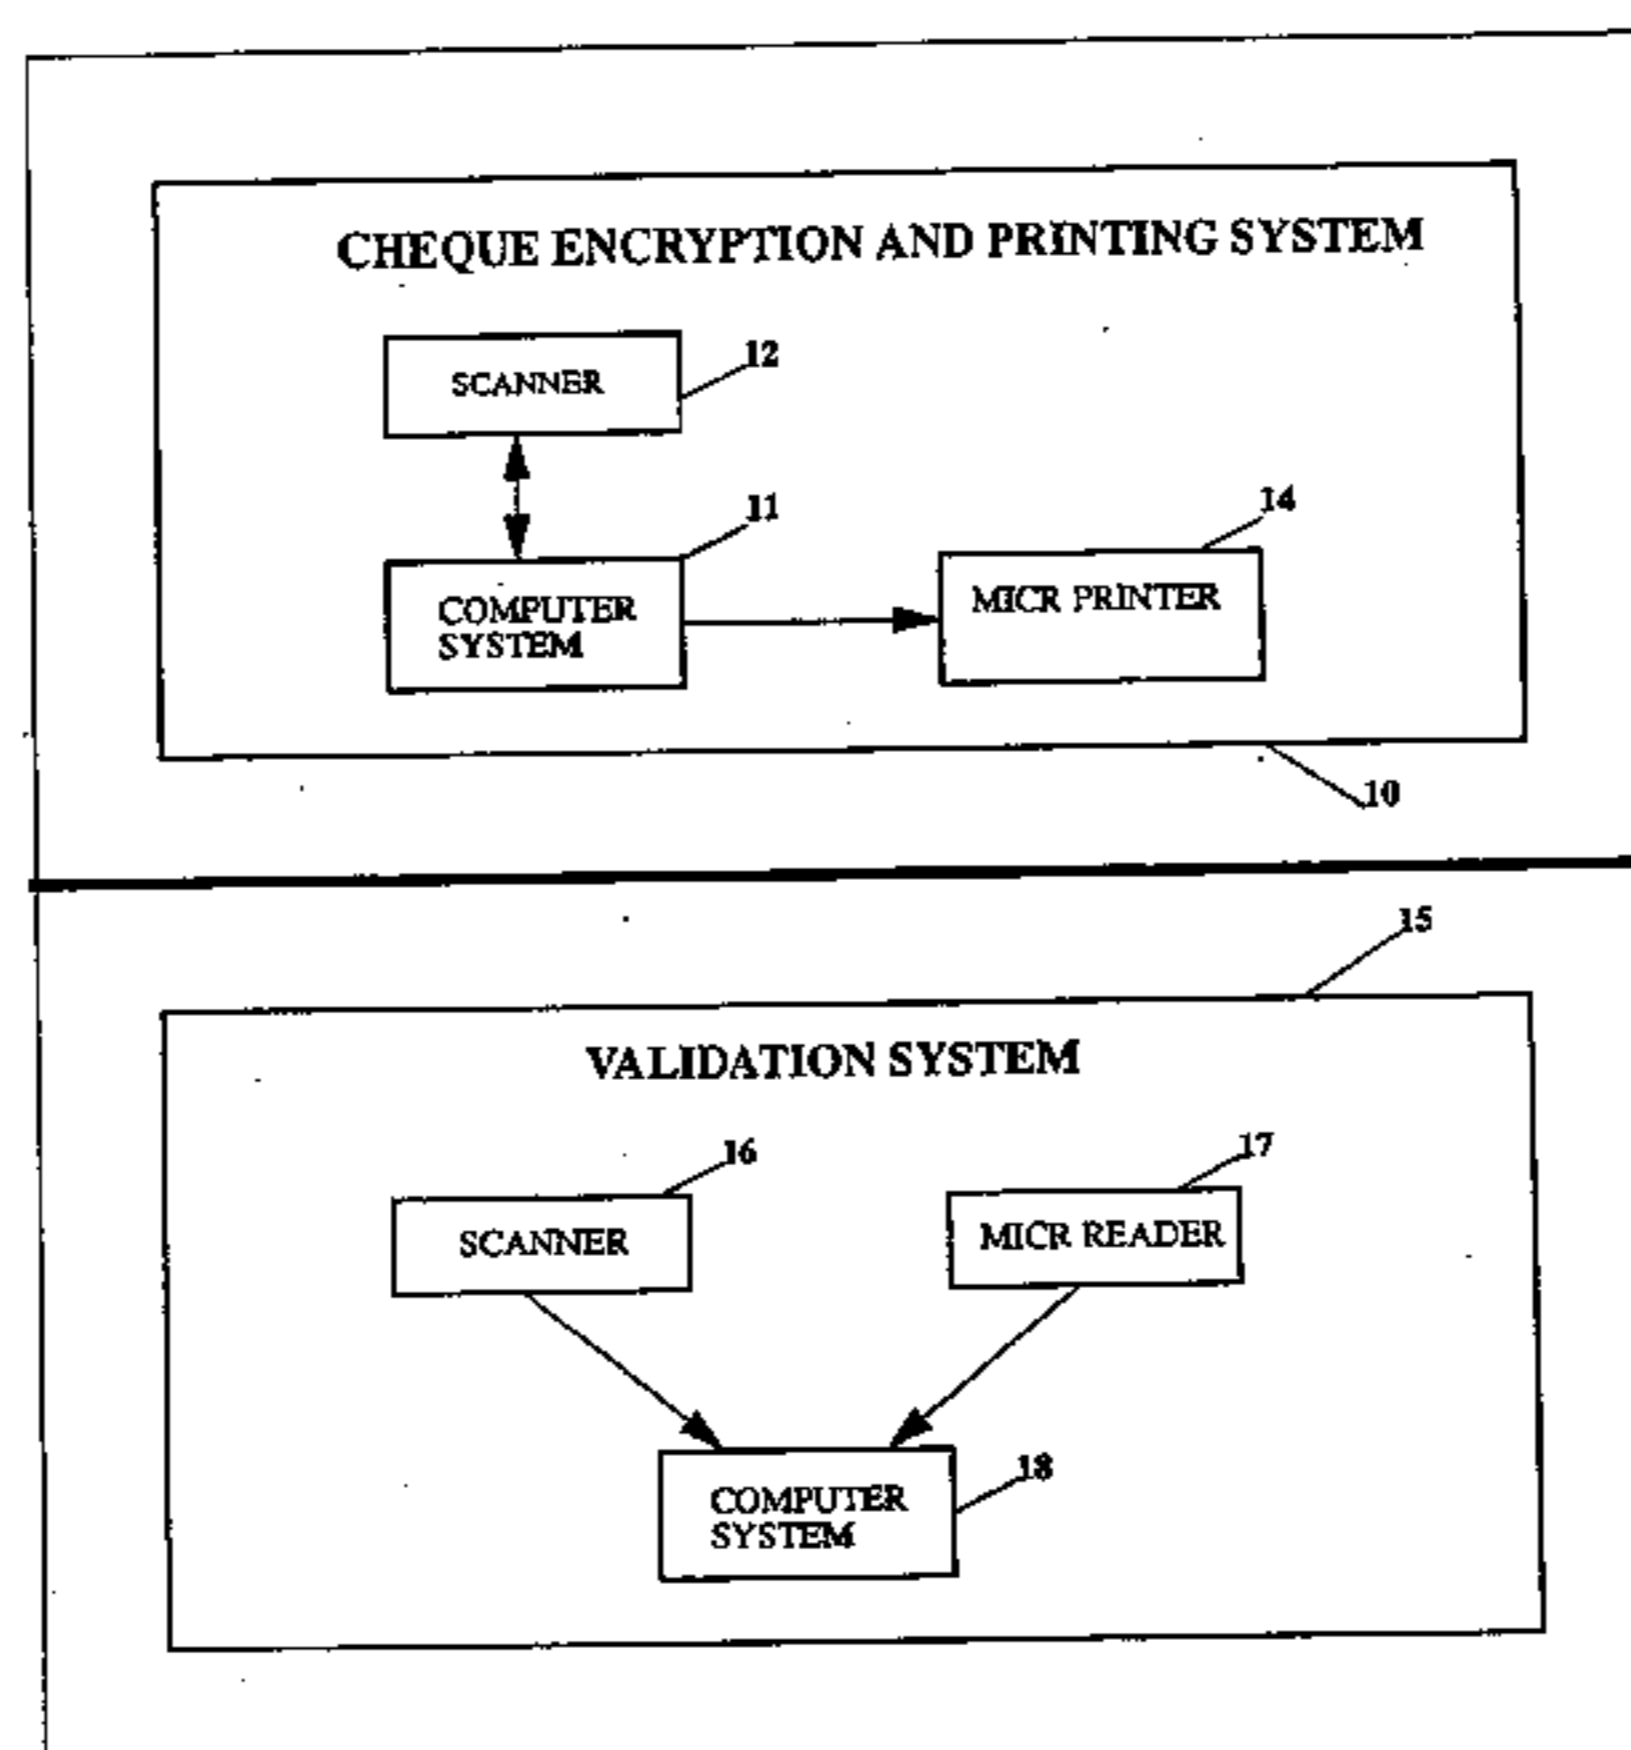 CHEQUE ENCRYPTION AND PRINTING SYSTEM
12
SCANNER
11
14
COMPUTER
SYSTEM
MICR PRINTER
10
15
VALIDATION SYSTEM
16
17
SCANNER
MICR READER
18
COMPUTER
SYSTEM